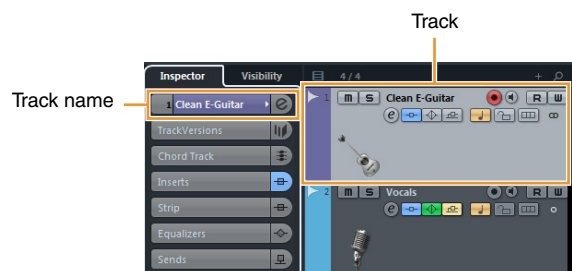 Track
Track name
Inspector
Visibility
4 / 4
1 Clean E-Guitar
TrackVersions
Chord Track
Inserts
Strip
Equalizers
Sends
1 m S Clean E-Guitar R W
e
2 m S Vocals R W
e